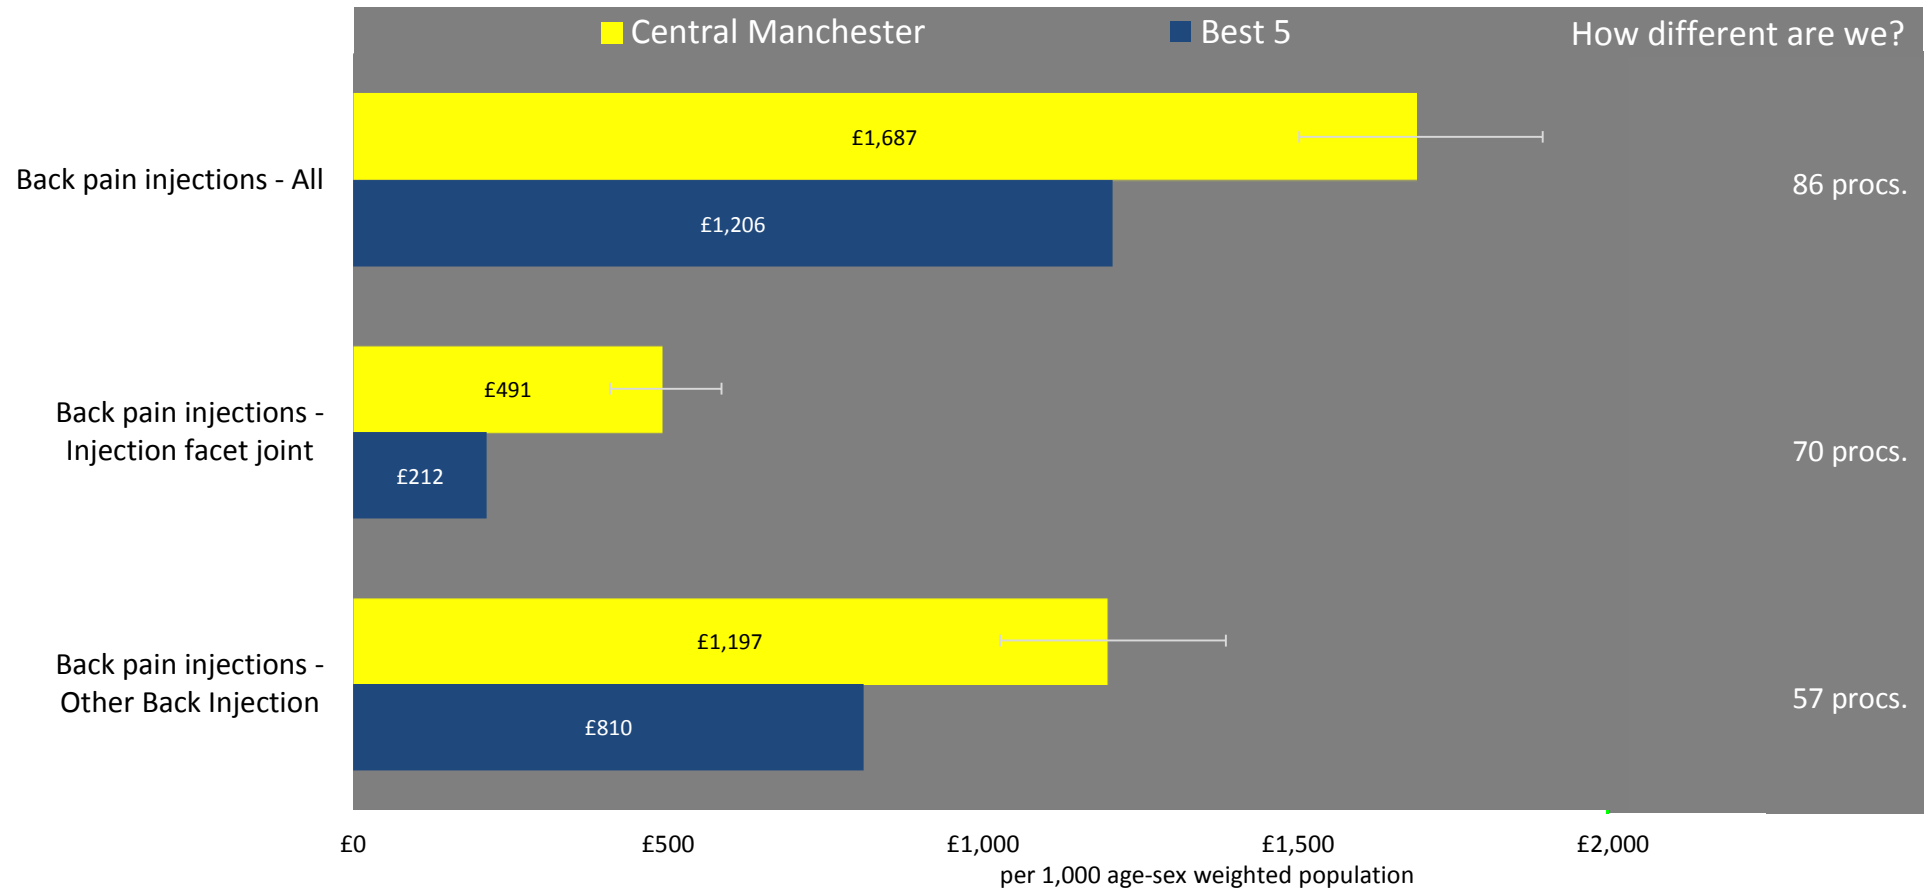 Central Manchester
Best 5
How different are we?
Back pain injections - All
£1,687
£1,206
86 procs.
Back pain injections -
Injection facet joint
£491
£212
70 procs.
Back pain injections -
Other Back Injection
£1,197
£810
57 procs.
£0
£500
£1,000
£1,500
£2,000
per 1,000 age-sex weighted population